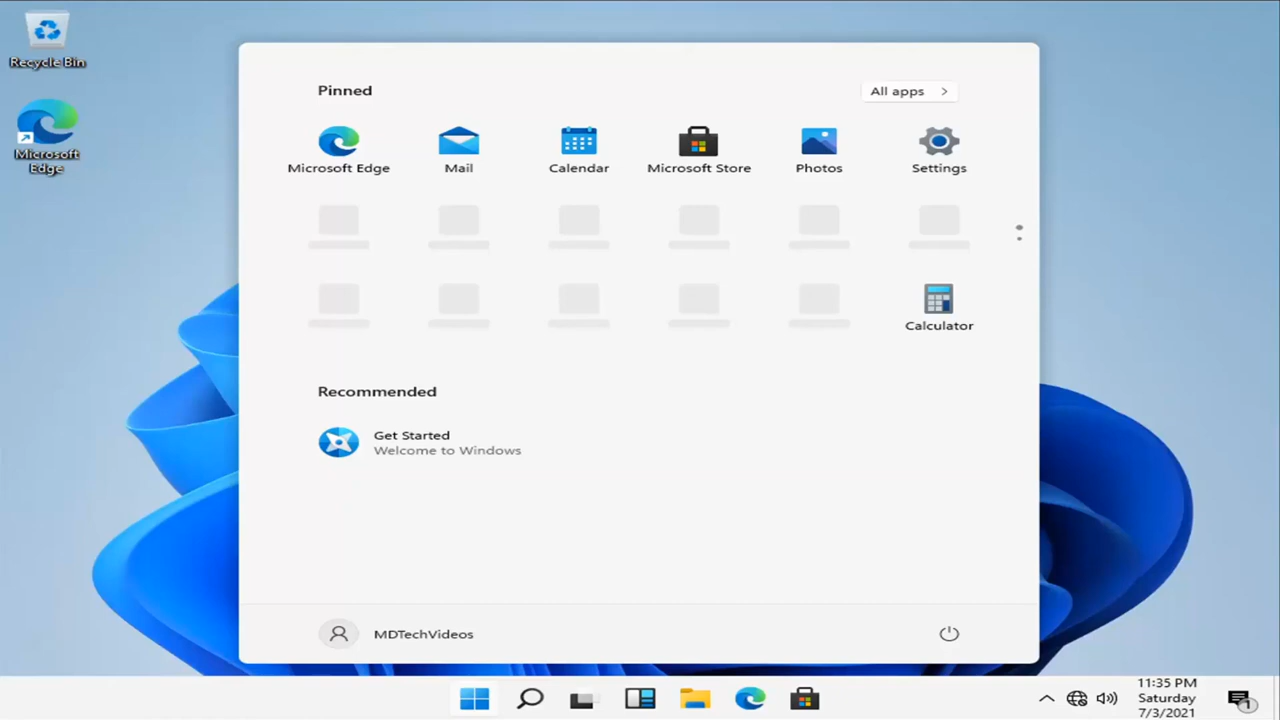 Recycle Bin
Microsoft
Edge
Pinned
All apps
Microsoft Edge
Mail
Calendar
Microsoft Store
Photos
Settings
Calculator
Recommended
Get Started
Welcome to Windows
MDTechVideos
11:35 PM
Saturday
7/3/2021
1